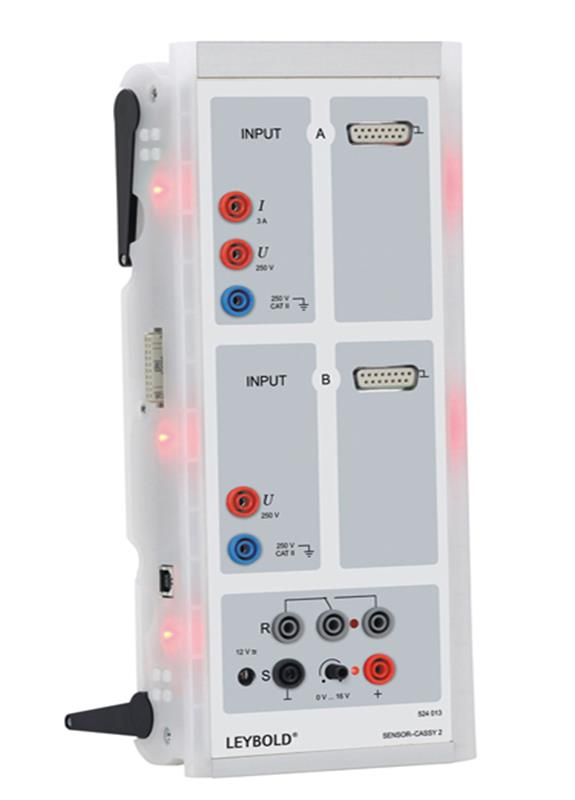 INPUT A
I
3 A
U
250 V
250 V
CAT II
INPUT B
U
250 V
250 V
CAT II
R
12 V
S
0 V ... 16 V +
524 013
LEYBOLD® SENSOR-CASSY 2